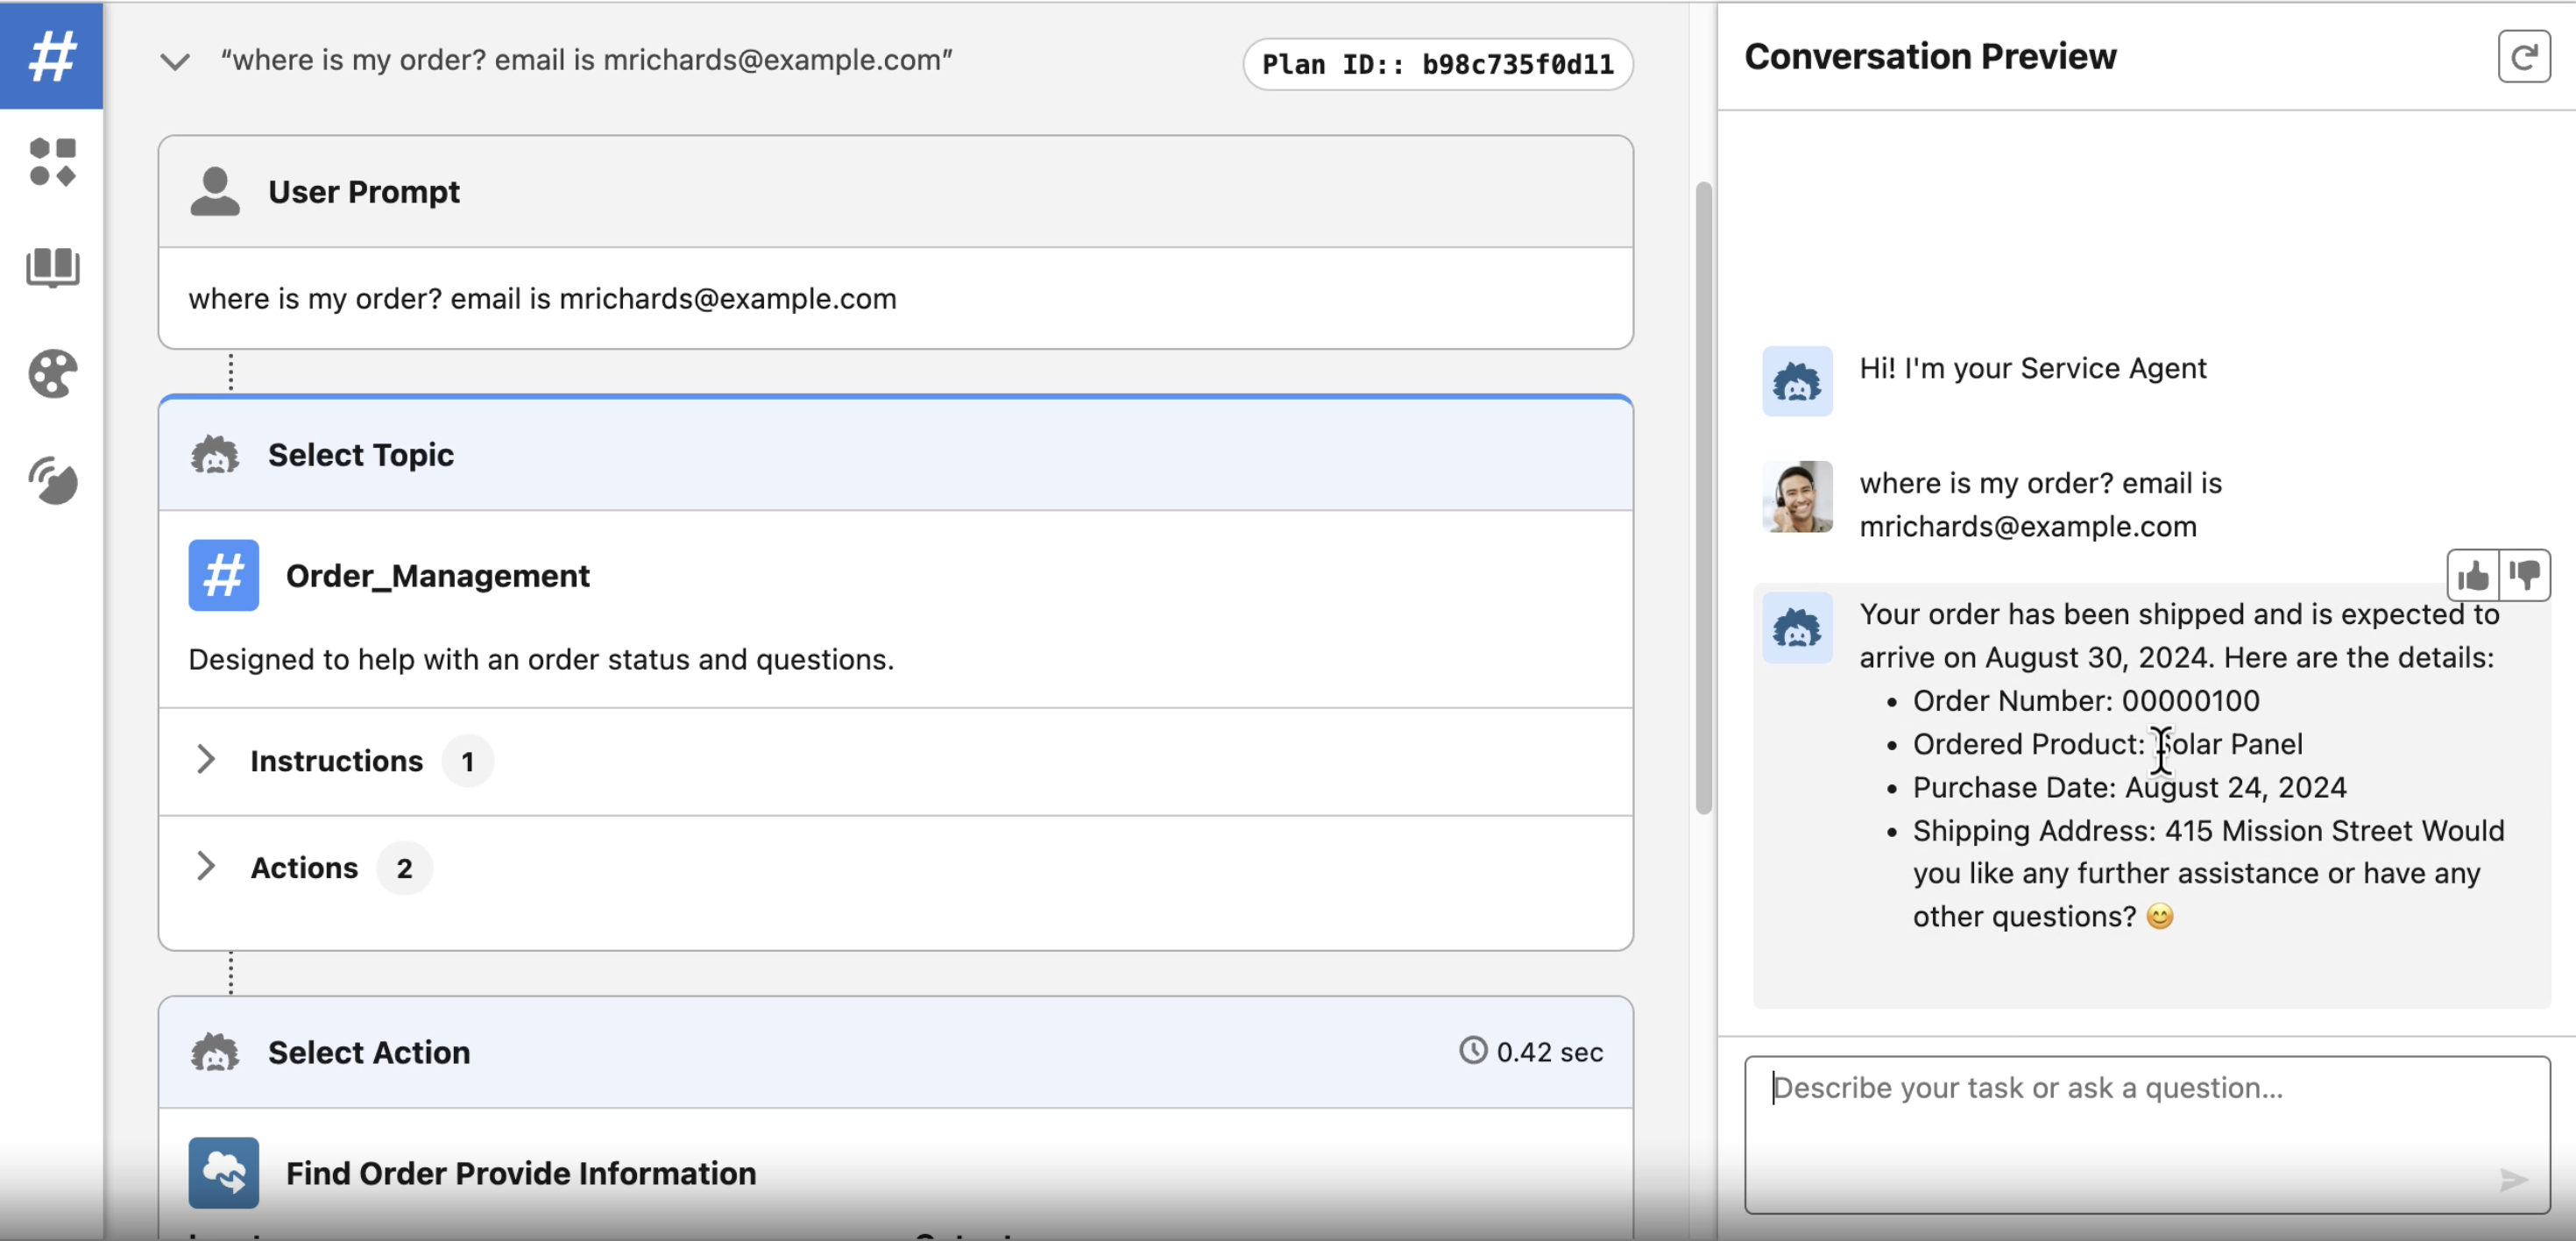 “where is my order? email is mrichards@example.com”
Plan ID:: b98c735f0d11
User Prompt
where is my order? email is mrichards@example.com
Select Topic
Order_Management
Designed to help with an order status and questions.
Instructions 1
Actions 2
Select Action
0.42 sec
Find Order Provide Information
Conversation Preview
Hi! I'm your Service Agent
where is my order? email is
mrichards@example.com
Your order has been shipped and is expected to
arrive on August 30, 2024. Here are the details:
• Order Number: 00000100
• Ordered Product: Solar Panel
• Purchase Date: August 24, 2024
• Shipping Address: 415 Mission Street Would
you like any further assistance or have any
other questions? 😊
Describe your task or ask a question...